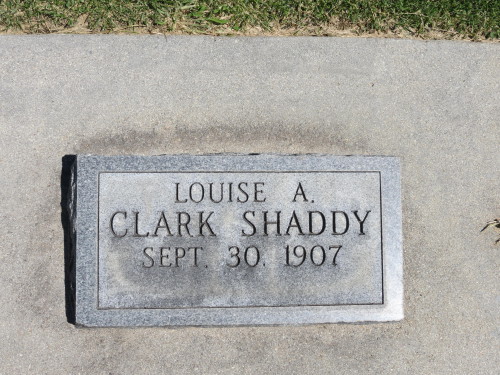 LOUISE A.
CLARK SHADDY
SEPT. 30. 1907